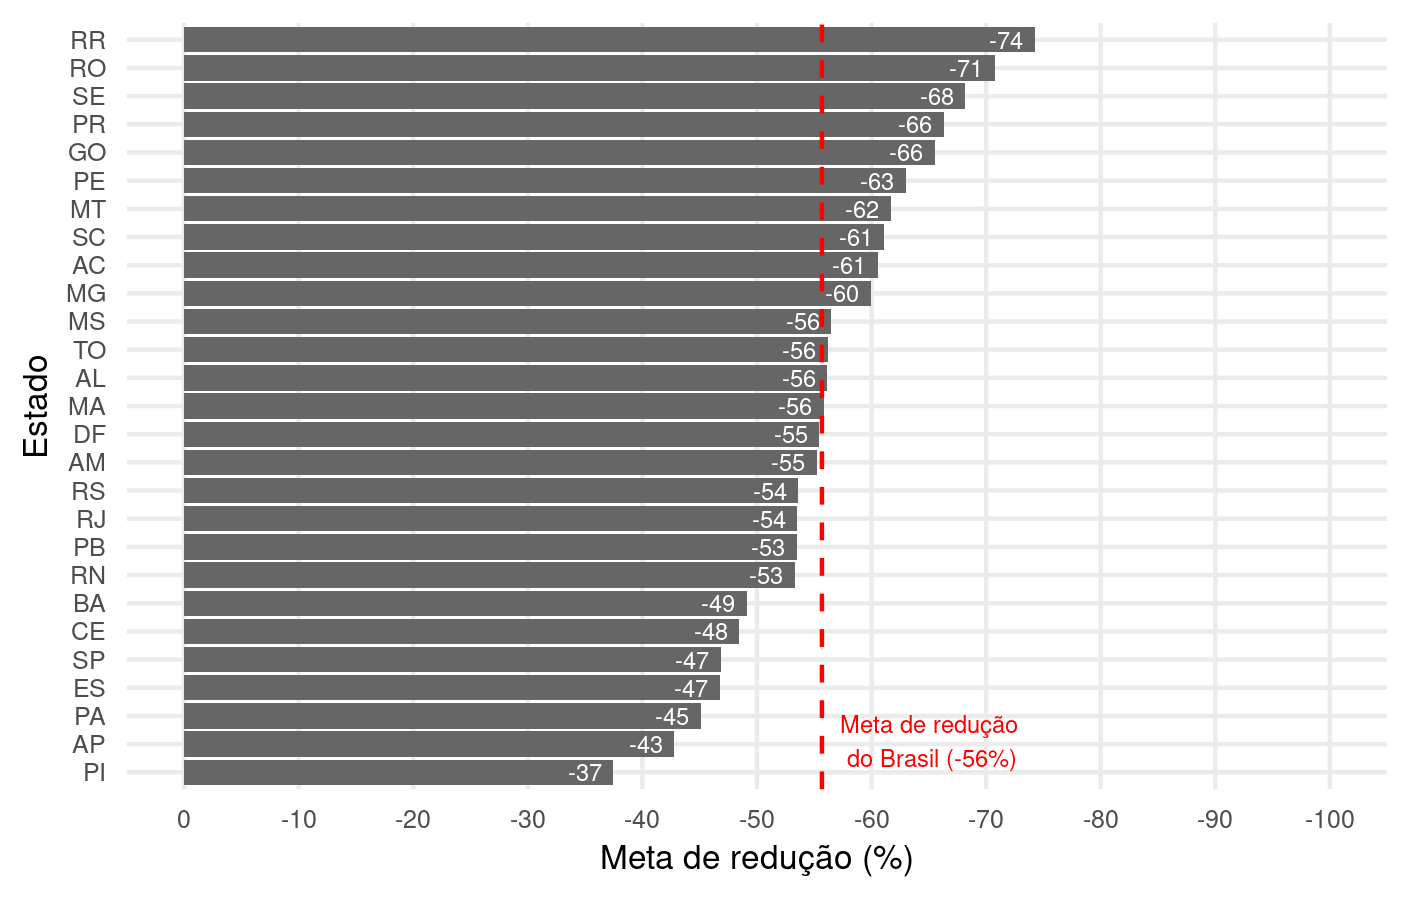 Estado
RR -74
RO -71
SE -68
PR -66
GO -66
PE -63
MT -62
SC -61
AC -61
MG -60
MS -56
TO -56
AL -56
MA -56
DF -55
AM -55
RS -54
RJ -54
PB -53
RN -53
BA -49
CE -48
SP -47
ES -47
PA -45
AP -43
PI -37
Meta de redução
do Brasil (-56%)
0 -10 -20 -30 -40 -50 -60 -70 -80 -90 -100
Meta de redução (%)